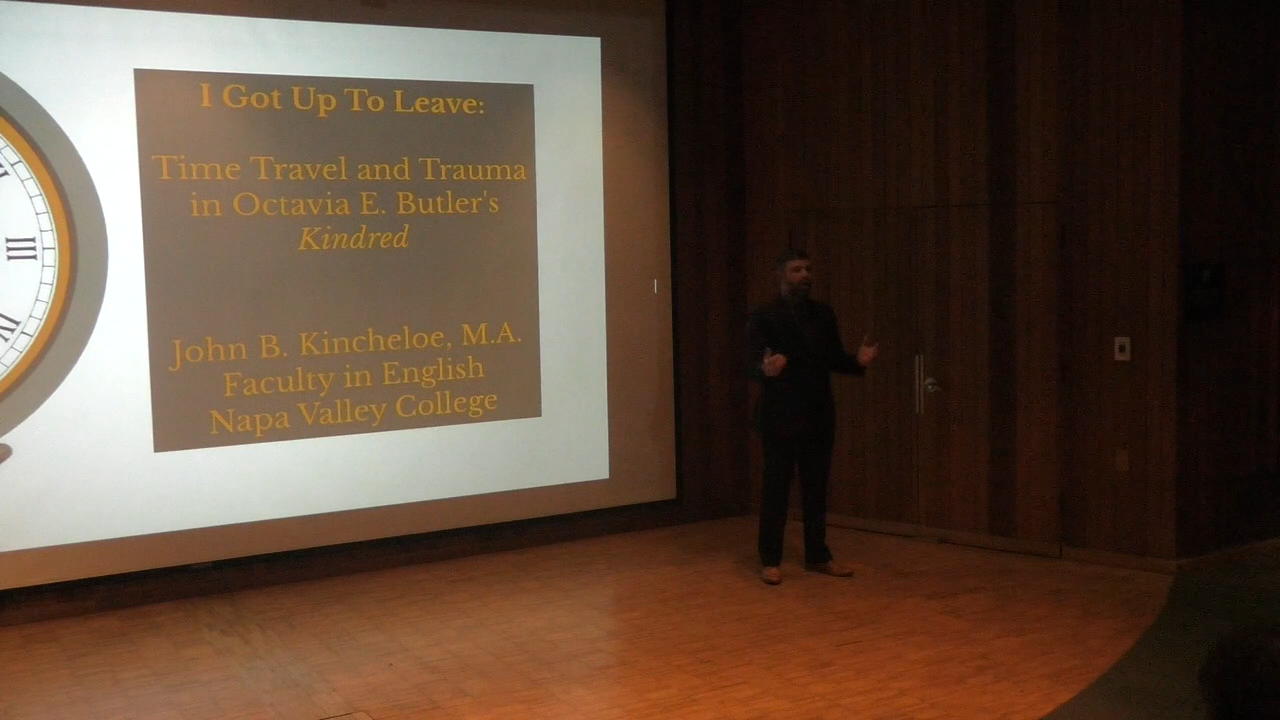 I Got Up To Leave:
Time Travel and Trauma
in Octavia E. Butler's
Kindred
John B. Kincheloe, M.A.
Faculty in English
Napa Valley College
III